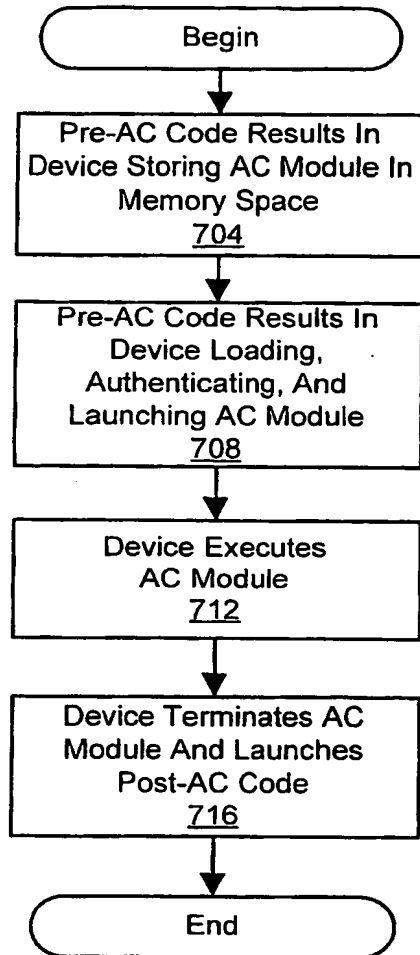 Begin
Pre-AC Code Results In
Device Storing AC Module In
Memory Space
704
Pre-AC Code Results In
Device Loading,
Authenticating, And
Launching AC Module
708
Device Executes
AC Module
712
Device Terminates AC
Module And Launches
Post-AC Code
716
End